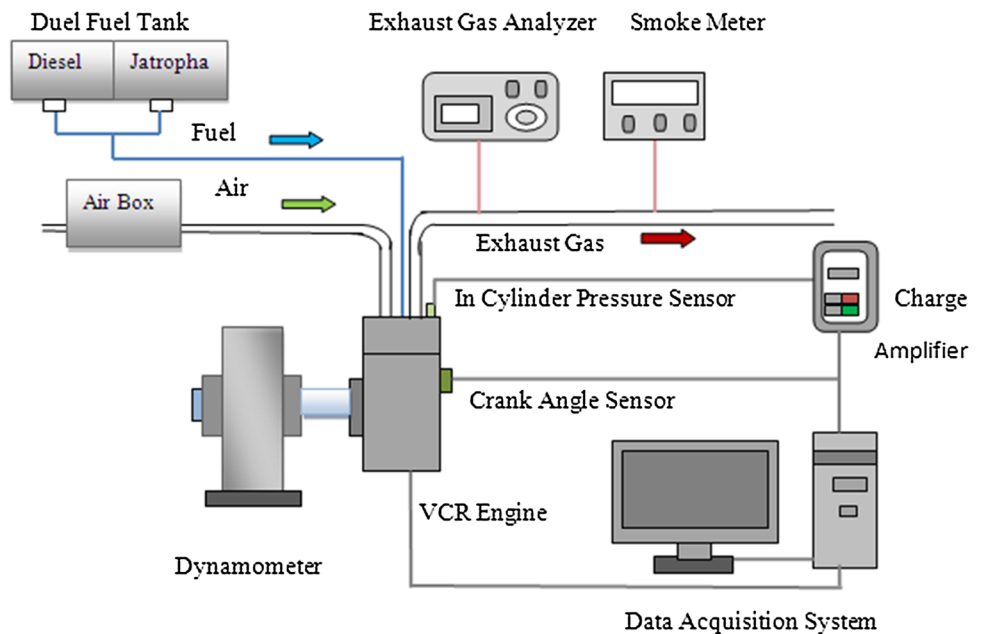 Duel Fuel Tank
Exhaust Gas Analyzer
Smoke Meter
Diesel
Jatropha
Fuel
Air
Air Box
Exhaust Gas
In Cylinder Pressure Sensor
Charge
Amplifier
Crank Angle Sensor
VCR Engine
Dynamometer
Data Acquisition System